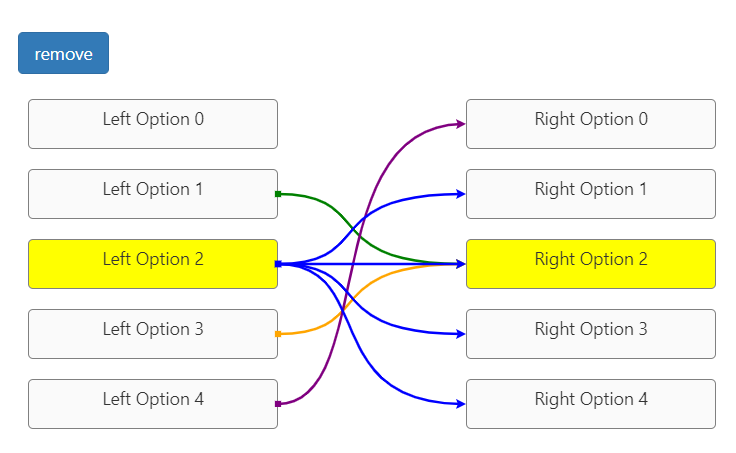 remove
Left Option 0
Right Option 0
Left Option 1
Right Option 1
Left Option 2
Right Option 2
Left Option 3
Right Option 3
Left Option 4
Right Option 4